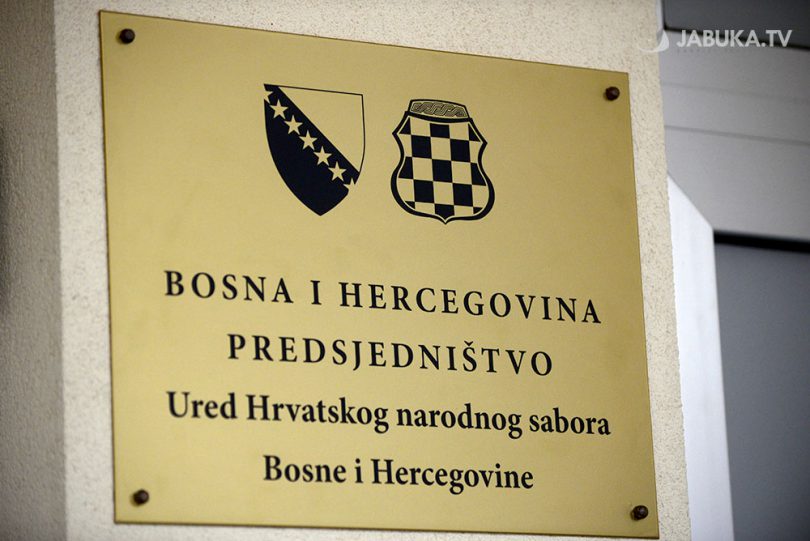 JABUKA.TV
BOSNA I HERCEGOVINA
PREDSJEDNIŠTVO
Ured Hrvatskog narodnog sabora
Bosne i Hercegovine